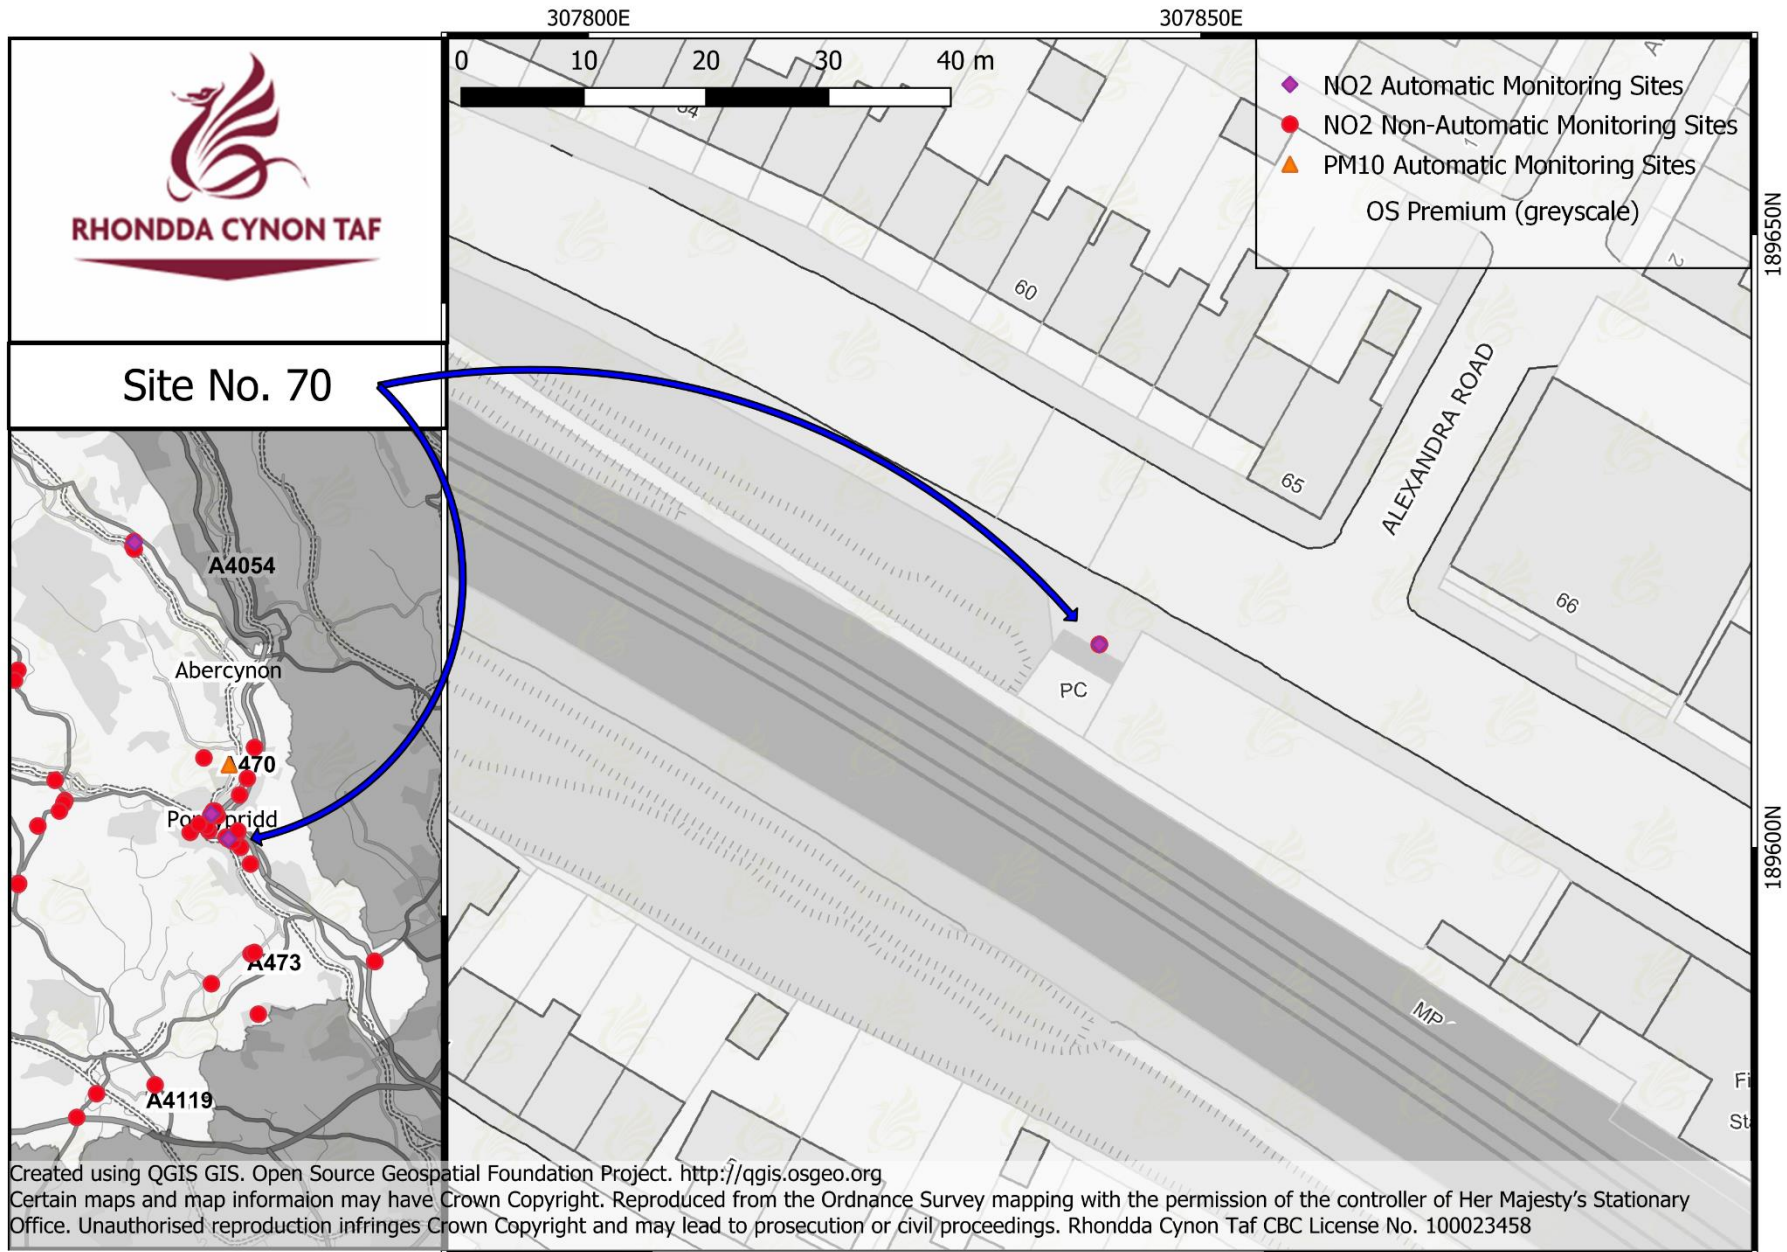 307800E
307850E
RHONDDA CYNON TAF
Site No. 70
0 10 20 30 40 m
NO2 Automatic Monitoring Sites
NO2 Non-Automatic Monitoring Sites
PM10 Automatic Monitoring Sites
OS Premium (greyscale)
189650N
189600N
60
65
66
2
ALEXANDRA ROAD
PC
MP
A4054
Abercynon
470
A473
A4119
Created using QGIS GIS. Open Source Geospatial Foundation Project. http://qgis.osgeo.org
Certain maps and map informaion may have Crown Copyright. Reproduced from the Ordnance Survey mapping with the permission of the controller of Her Majesty's Stationary
Office. Unauthorised reproduction infringes Crown Copyright and may lead to prosecution or civil proceedings. Rhondda Cynon Taf CBC License No. 100023458